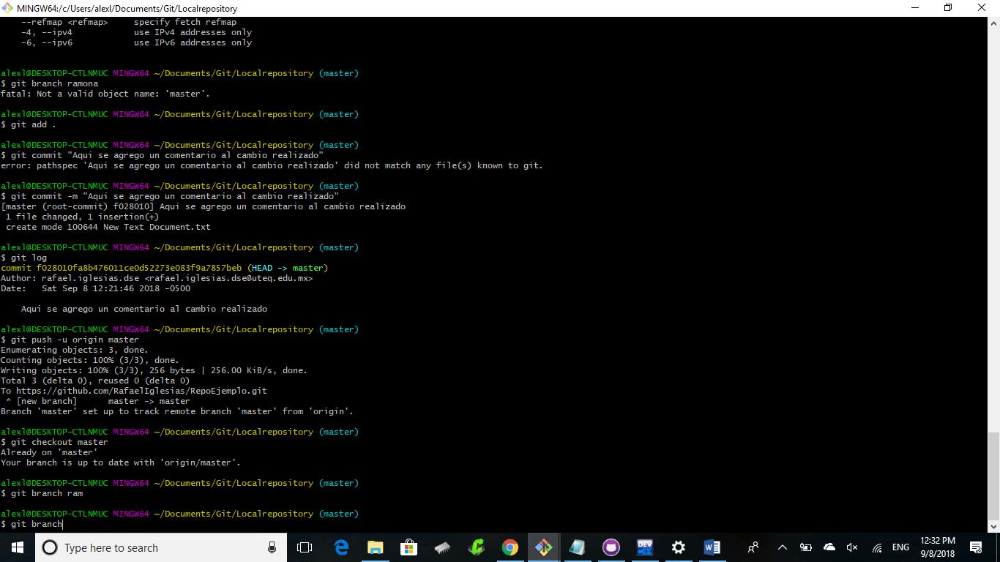 MINGW64:/c/Users/alexl/Documents/Git/Localrepository
    --refmap <refmap>     specify fetch refmap
    -4, --ipv4            use IPv4 addresses only
    -6, --ipv6            use IPv6 addresses only
alexl@DESKTOP-CTLNMUC MINGW64 ~/Documents/Git/Localrepository (master)
$ git branch ramona
fatal: Not a valid object name: 'master'.
alexl@DESKTOP-CTLNMUC MINGW64 ~/Documents/Git/Localrepository (master)
$ git add .
alexl@DESKTOP-CTLNMUC MINGW64 ~/Documents/Git/Localrepository (master)
$ git commit "Aqui se agrego un comentario al cambio realizado"
error: pathspec 'Aqui se agrego un comentario al cambio realizado' did not match any file(s) known to git.
alexl@DESKTOP-CTLNMUC MINGW64 ~/Documents/Git/Localrepository (master)
$ git commit -m "Aqui se agrego un comentario al cambio realizado"
[master (root-commit) f028010] Aqui se agrego un comentario al cambio realizado
 1 file changed, 1 insertion(+)
 create mode 100644 New Text Document.txt
alexl@DESKTOP-CTLNMUC MINGW64 ~/Documents/Git/Localrepository (master)
$ git log
commit f028010fa8b476011ce0d52273e083f9a7857beb (HEAD -> master)
Author: rafael.iglesias.dse <rafael.iglesias.dse@uteq.edu.mx>
Date:   Sat Sep 8 12:21:46 2018 -0500
    Aqui se agrego un comentario al cambio realizado
alexl@DESKTOP-CTLNMUC MINGW64 ~/Documents/Git/Localrepository (master)
$ git push -u origin master
Enumerating objects: 3, done.
Counting objects: 100% (3/3), done.
Writing objects: 100% (3/3), 256 bytes | 256.00 KiB/s, done.
Total 3 (delta 0), reused 0 (delta 0)
To https://github.com/RafaelIglesias/RepoEjemplo.git
 * [new branch]      master -> master
Branch 'master' set up to track remote branch 'master' from 'origin'.
alexl@DESKTOP-CTLNMUC MINGW64 ~/Documents/Git/Localrepository (master)
$ git checkout master
Already on 'master'
Your branch is up to date with 'origin/master'.
alexl@DESKTOP-CTLNMUC MINGW64 ~/Documents/Git/Localrepository (master)
$ git branch ram
alexl@DESKTOP-CTLNMUC MINGW64 ~/Documents/Git/Localrepository (master)
$ git branch
Type here to search
DEV
ENG
12:32 PM
9/8/2018